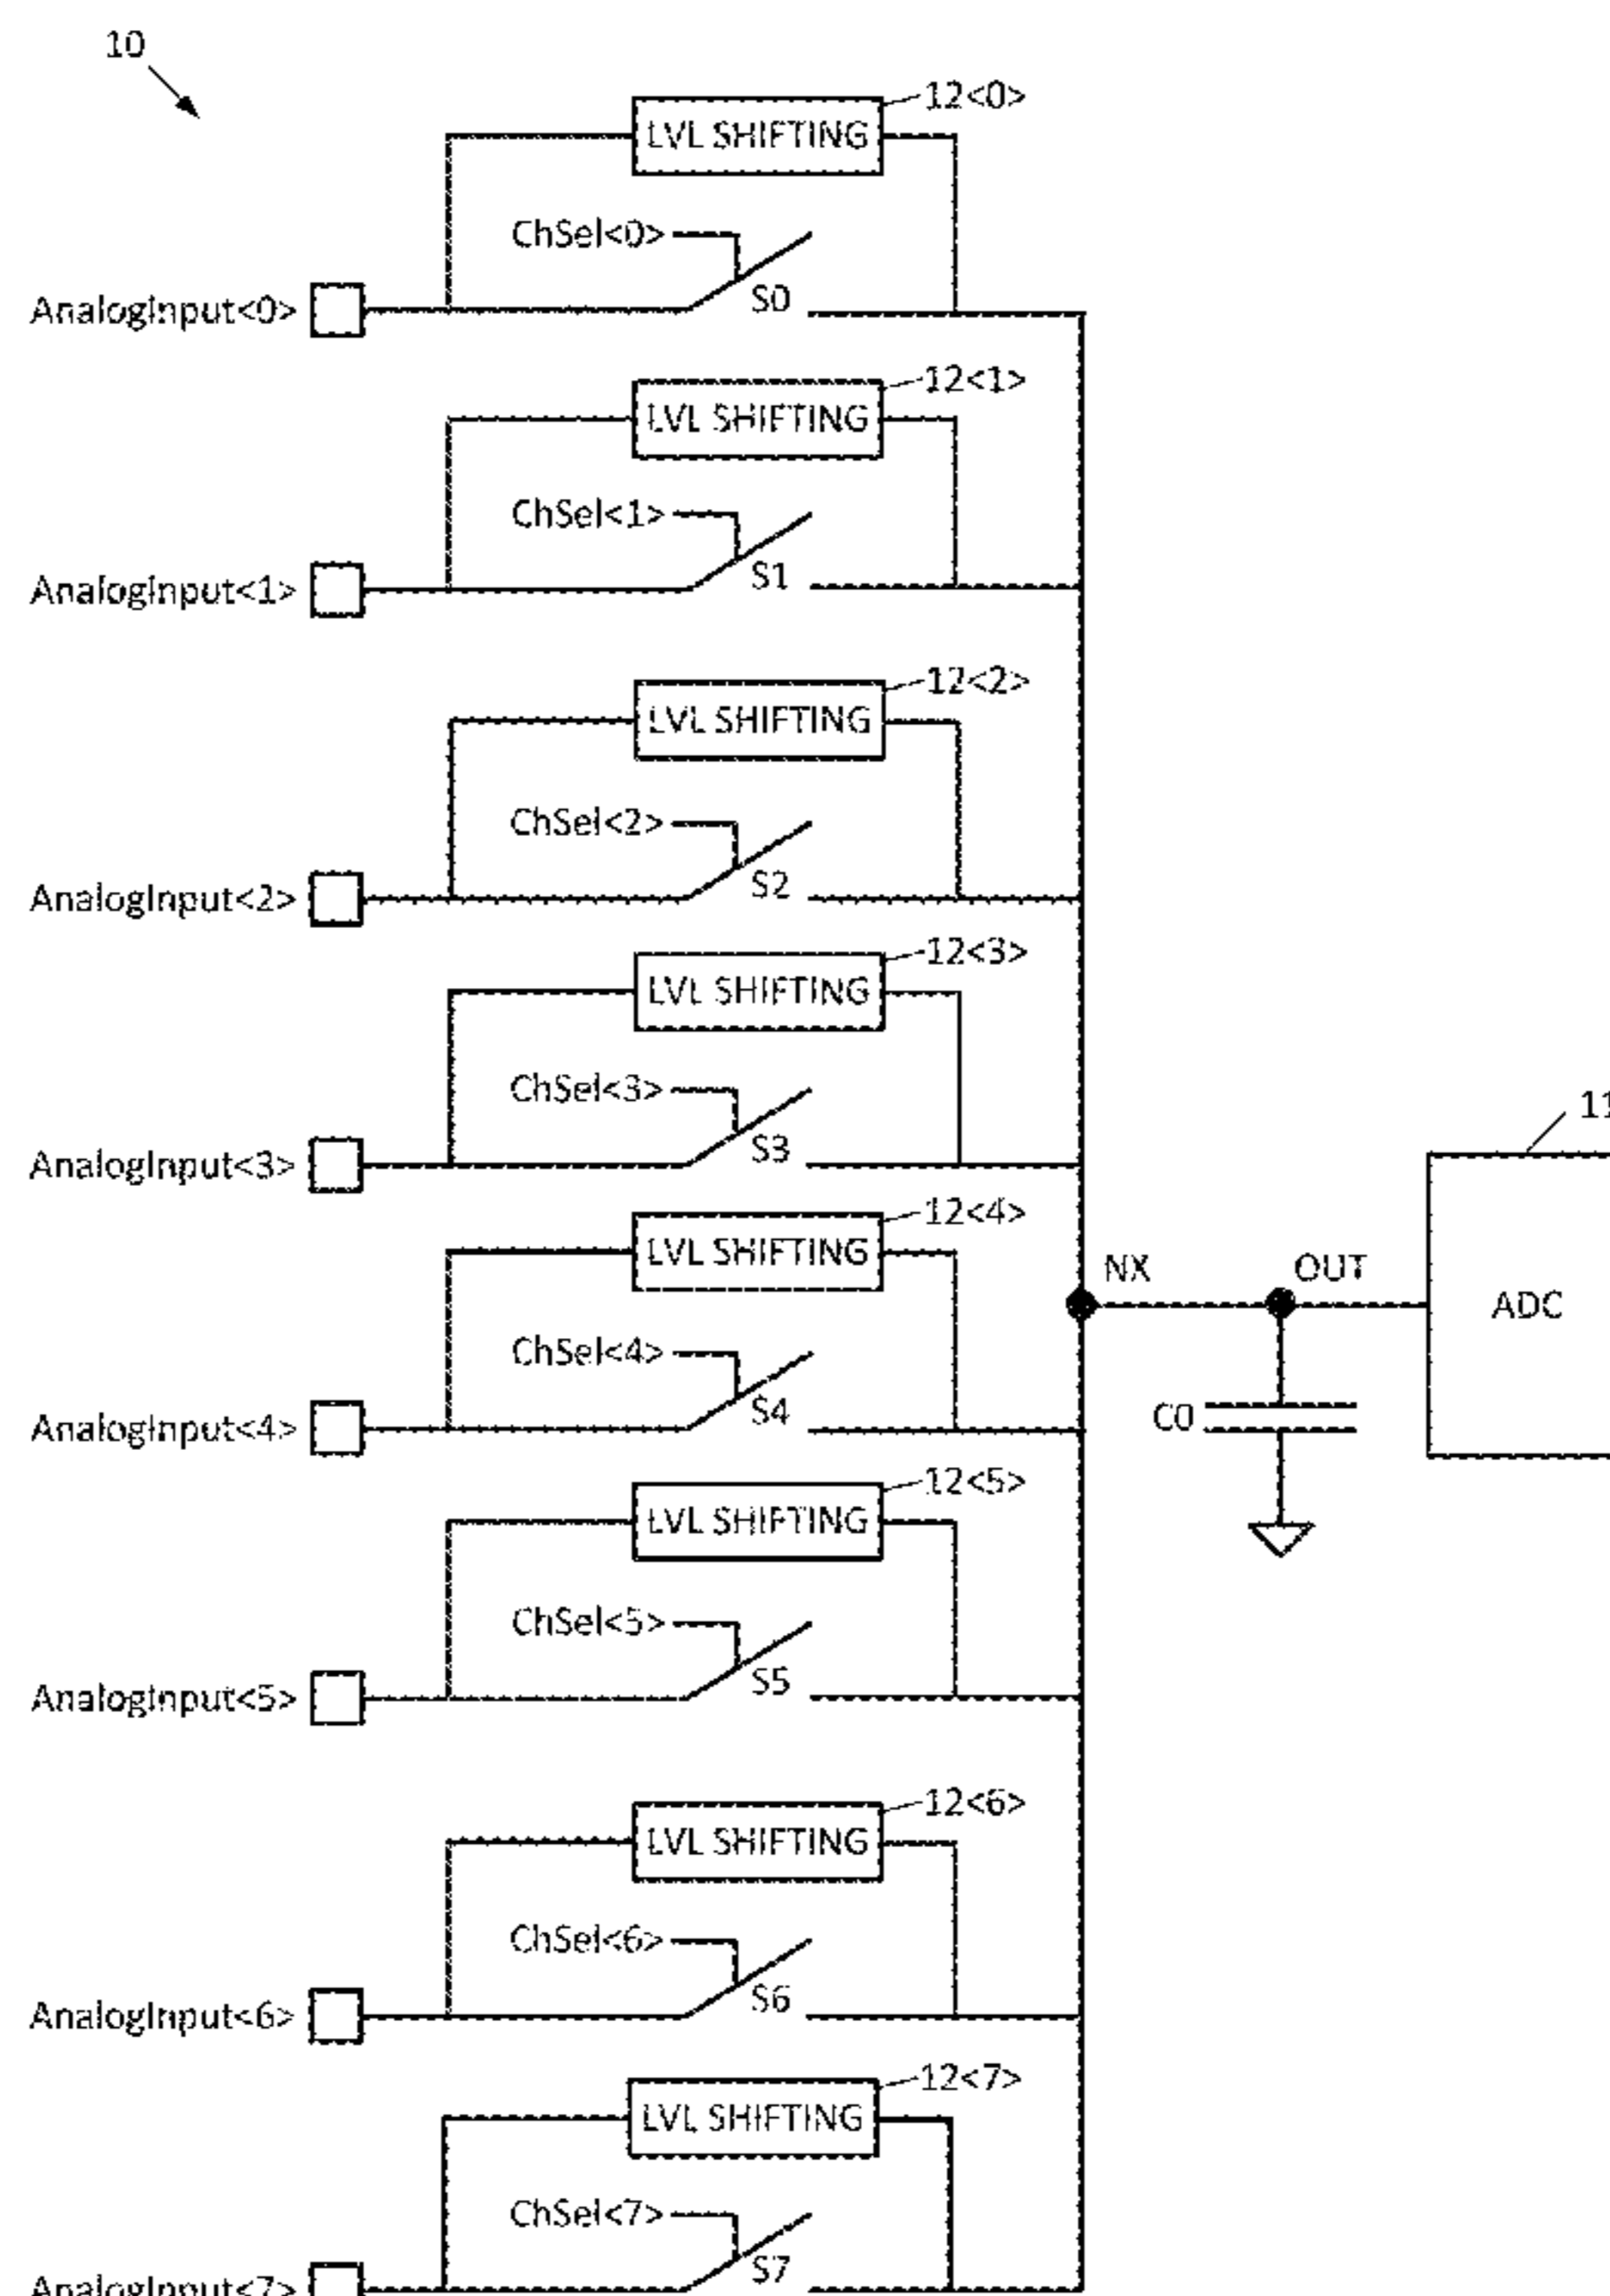 10
12<0>
LVL SHIFTING
ChSel<0>
S0
AnalogInput<0>
12<1>
LVL SHIFTING
ChSel<1>
S1
AnalogInput<1>
12<2>
LVL SHIFTING
ChSel<2>
S2
AnalogInput<2>
12<3>
LVL SHIFTING
ChSel<3>
S3
AnalogInput<3>
12<4>
LVL SHIFTING
ChSel<4>
S4
AnalogInput<4>
11
NX
OUT
ADC
C0
12<5>
LVL SHIFTING
ChSel<5>
S5
AnalogInput<5>
12<6>
LVL SHIFTING
ChSel<6>
S6
AnalogInput<6>
12<7>
LVL SHIFTING
ChSel<7>
S7
AnalogInput<7>